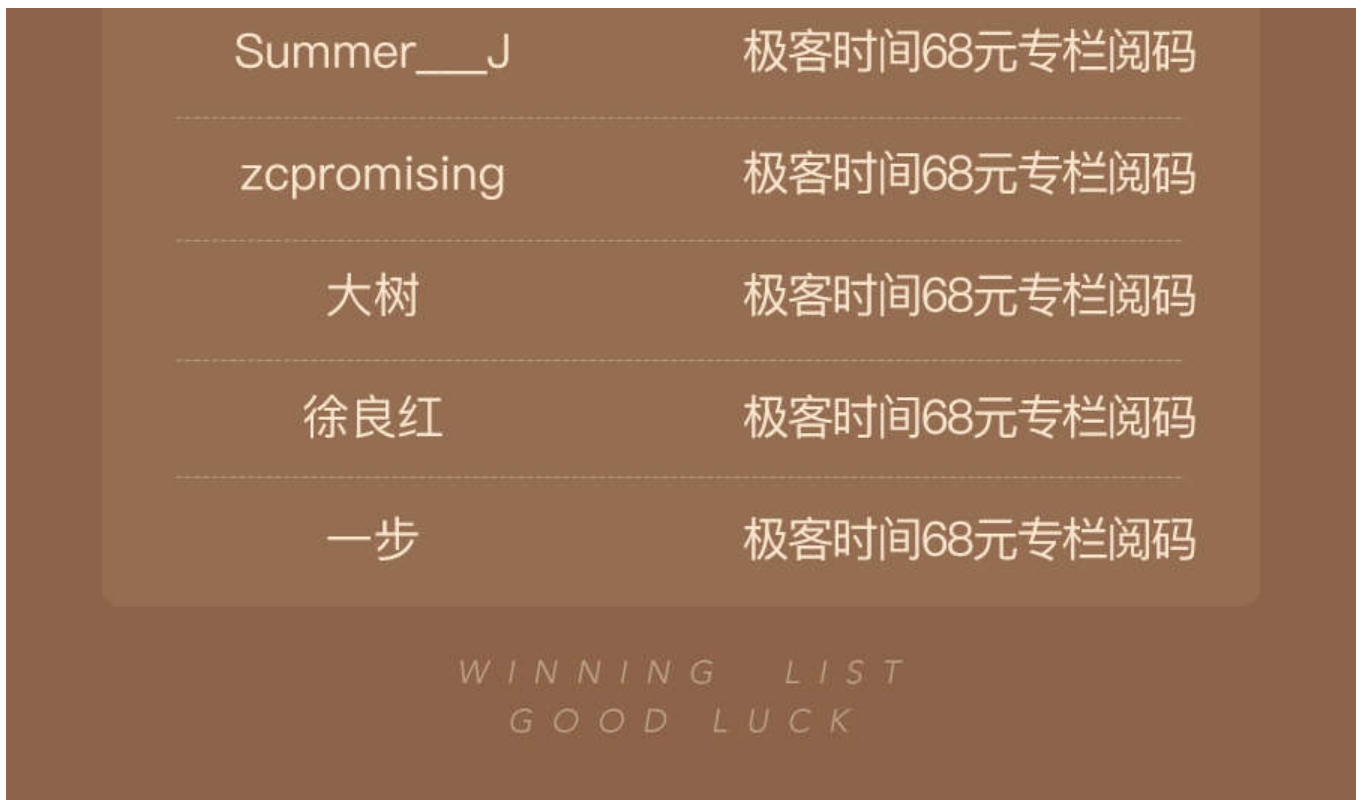 Summer___J 极客时间68元专栏阅码
zcpromising 极客时间68元专栏阅码
大树 极客时间68元专栏阅码
徐良红 极客时间68元专栏阅码
一步 极客时间68元专栏阅码
WINNING LIST
GOOD LUCK